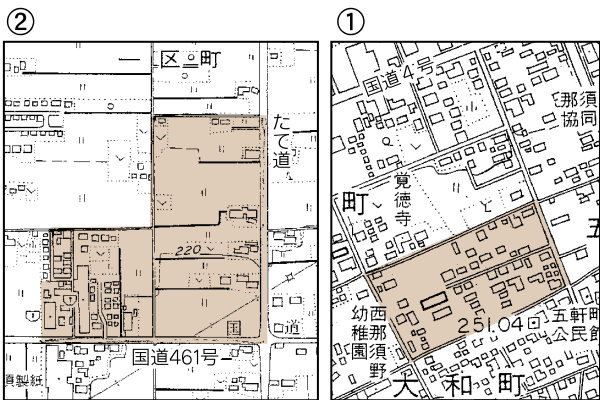 ②
区町
たて道
220
国
道
国道461号
製紙
①
国道4号
那須
協同
覚徳寺
町
五
西那須野
幼稚園
251.04
五軒町
公民館
大和町